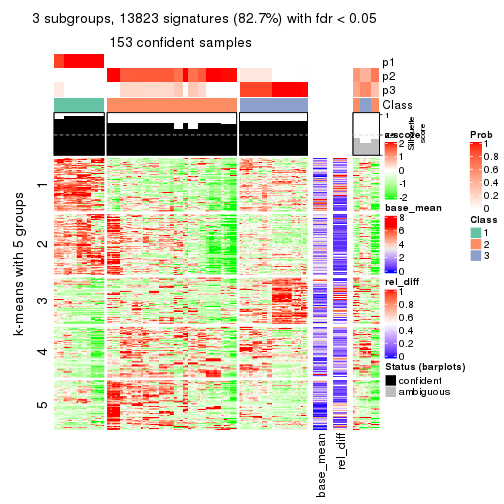 3 subgroups, 13823 signatures (82.7%) with fdr < 0.05
153 confident samples
p1
p2
p3
Class
1
Silhouette
score
k-means with 5 groups
1
2
3
4
5
base_mean
rel_diff
z-score
2
1
0
-1
-2
base_mean
8
6
4
2
0
rel_diff
1
0.8
0.6
0.4
0.2
0
Status (barplots)
confident
ambiguous
Prob
1
0.8
0.6
0.4
0.2
0
Class
1
2
3